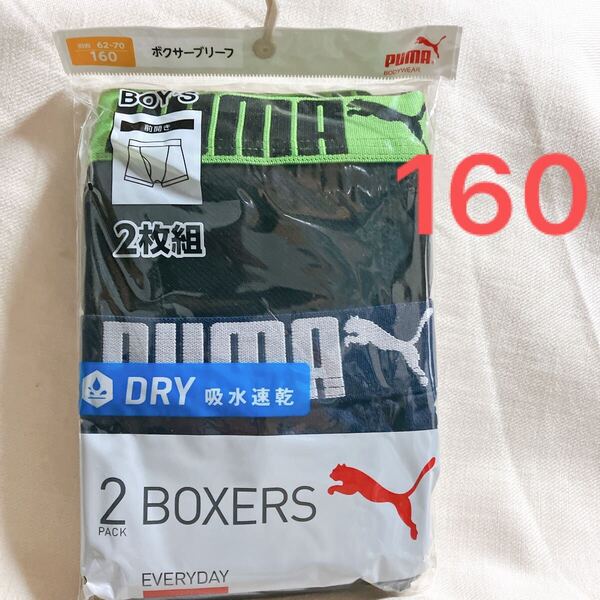 胴囲 62-70
160
ボクサーブリーフ
PUMA
BODYWEAR
BOY'S
PUMA
前開き
160
2枚組
PUMA
DRY 吸水速乾
2 BOXERS
PACK
EVERYDAY